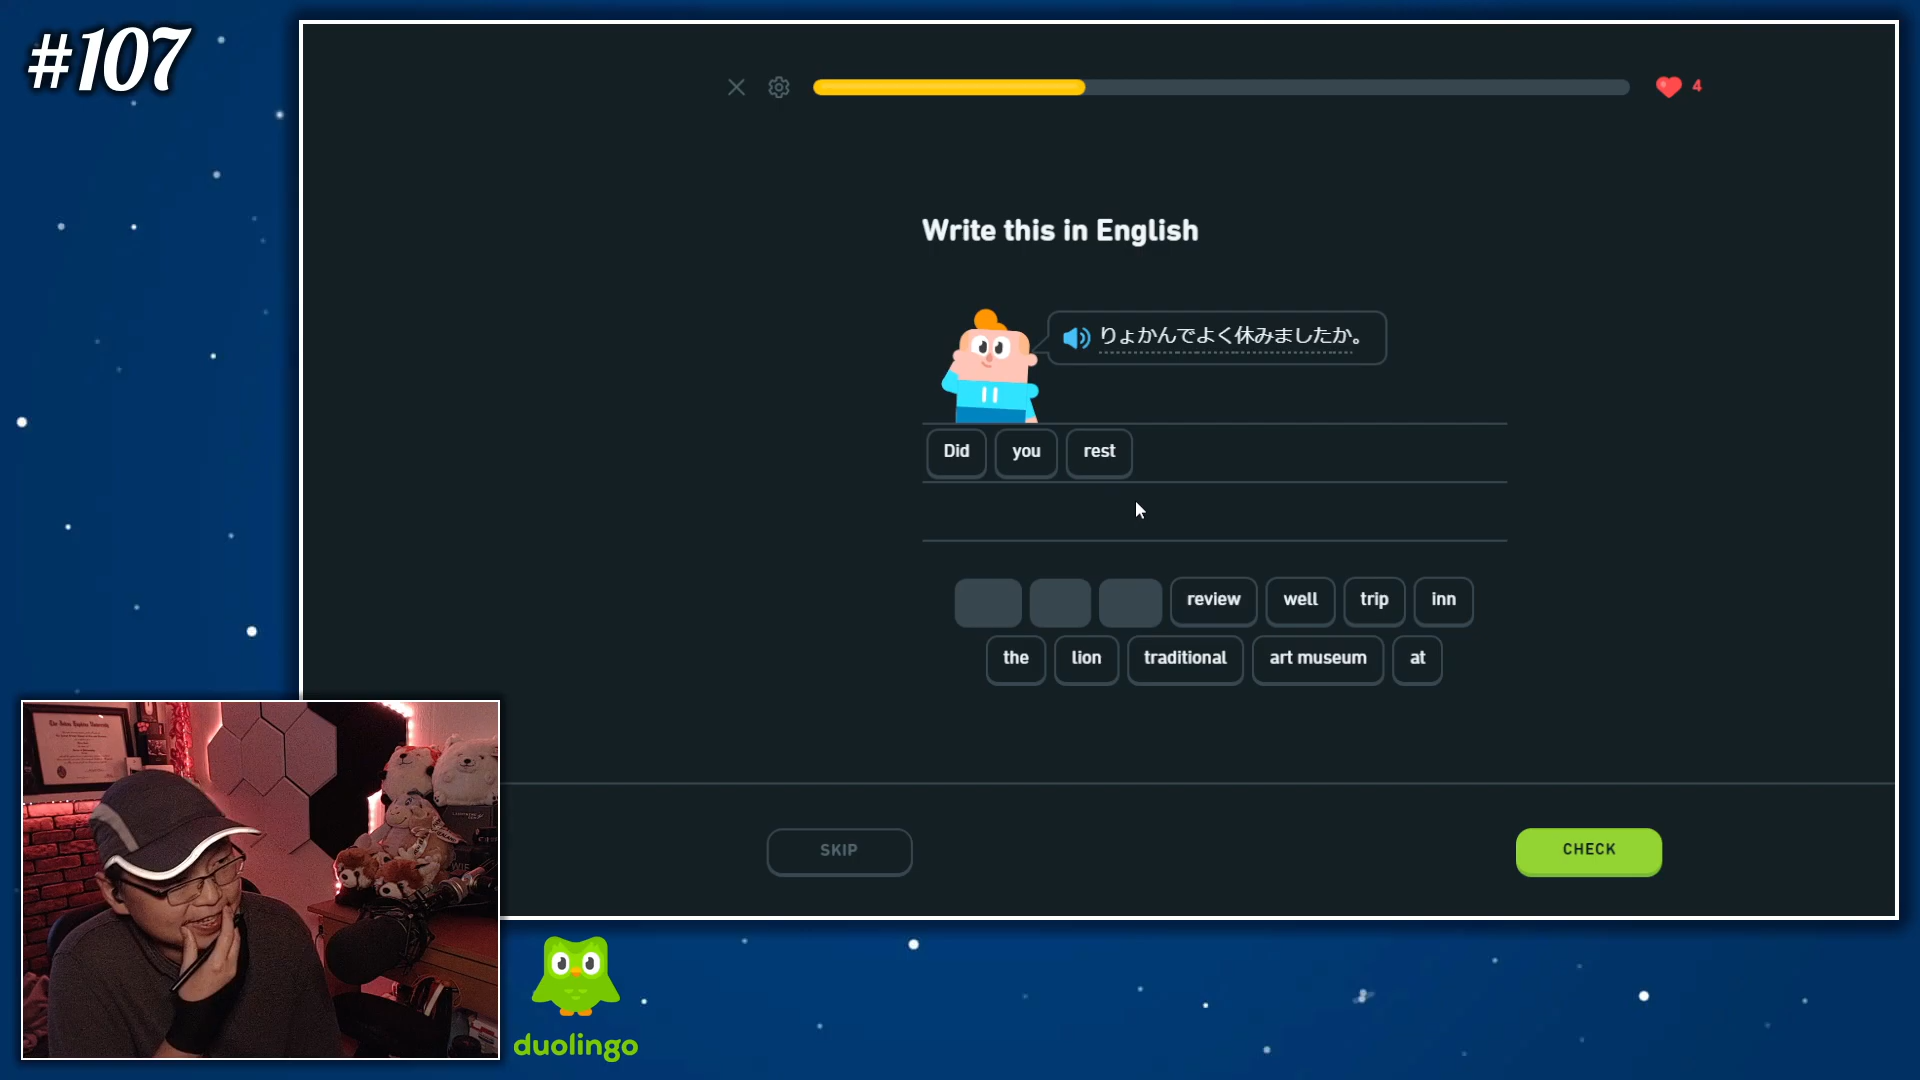 #107
4
Write this in English
りょかんでよく休みましたか。
Did you rest
review well trip inn
the lion traditional art museum at
SKIP
CHECK
duolingo